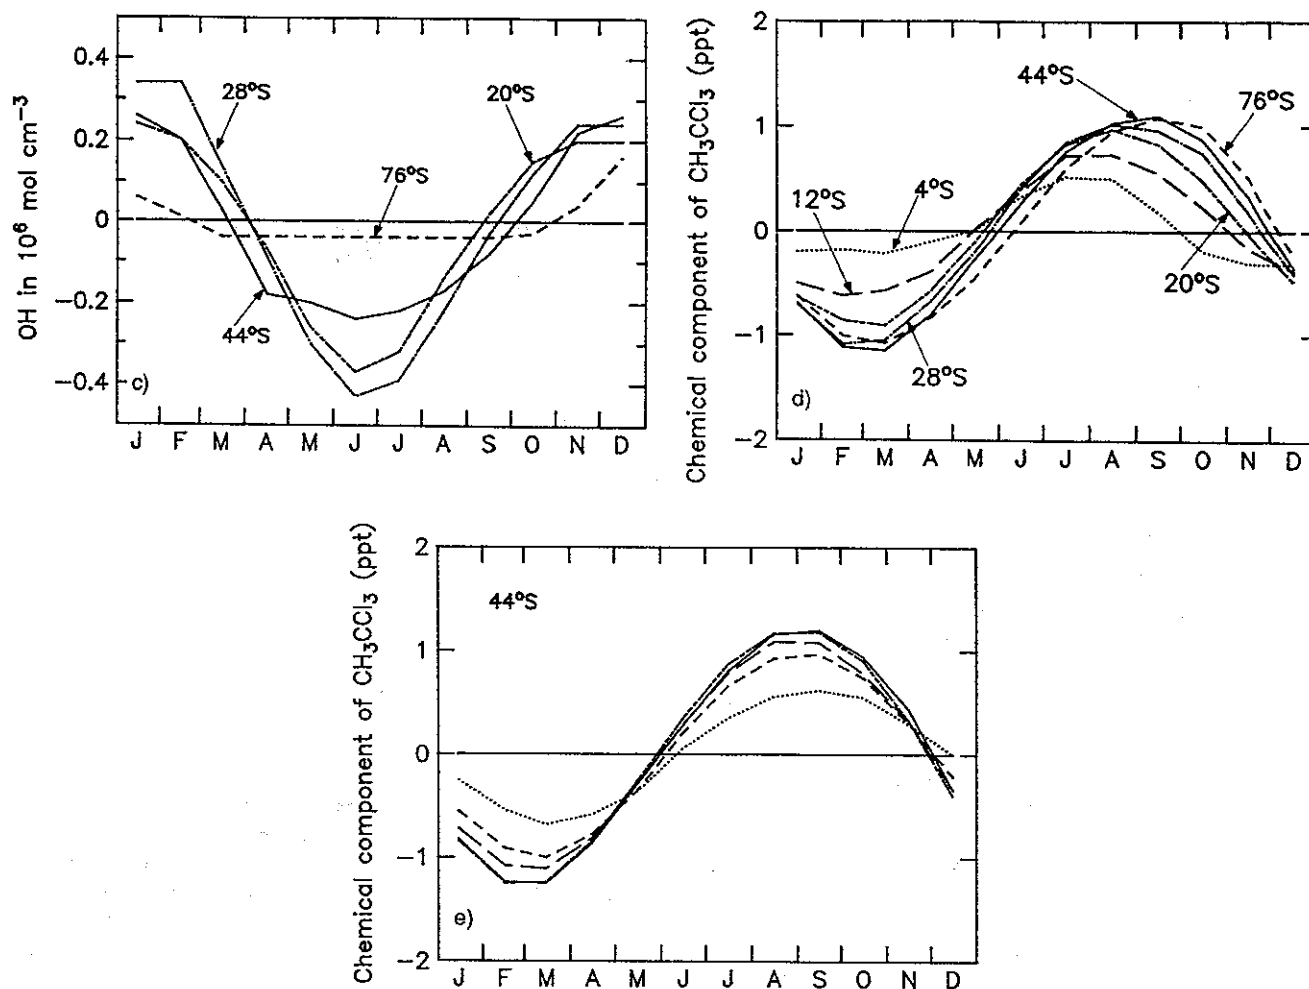 OH in 10⁶ mol cm⁻³
0.4
0.2
0
−0.2
−0.4
28°S
20°S
76°S
44°S
c)
J F M A M J J A S O N D
Chemical component of CH₃CCl₃ (ppt)
2
1
0
−1
−2
44°S
76°S
12°S
4°S
20°S
28°S
d)
J F M A M J J A S O N D
Chemical component of CH₃CCl₃ (ppt)
2
1
0
−1
−2
44°S
e)
J F M A M J J A S O N D